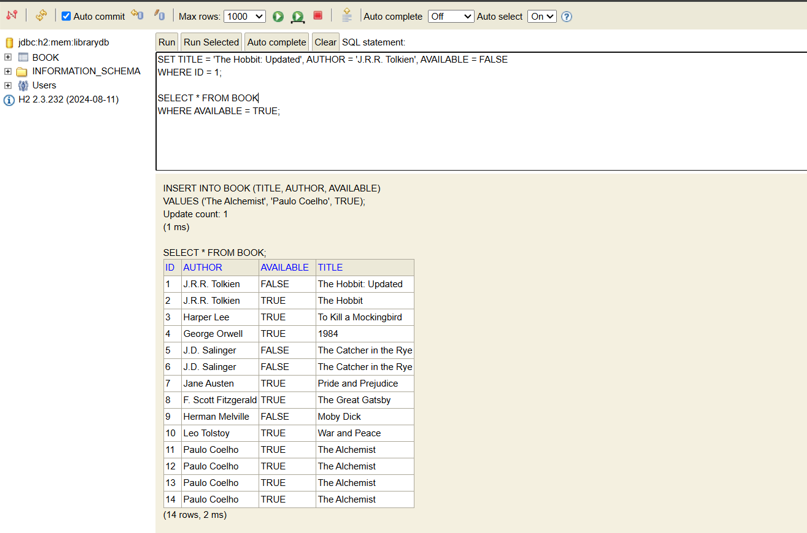 Auto commit Max rows: 1000 Auto complete Off Auto select On
jdbc:h2:mem:librarydb
BOOK
INFORMATION_SCHEMA
Users
H2 2.3.232 (2024-08-11)
Run Run Selected Auto complete Clear SQL statement:
SET TITLE = 'The Hobbit: Updated', AUTHOR = 'J.R.R. Tolkien', AVAILABLE = FALSE
WHERE ID = 1;
SELECT * FROM BOOK
WHERE AVAILABLE = TRUE;
INSERT INTO BOOK (TITLE, AUTHOR, AVAILABLE)
VALUES ('The Alchemist', 'Paulo Coelho', TRUE);
Update count: 1
(1 ms)
SELECT * FROM BOOK;
ID AUTHOR AVAILABLE TITLE
1 J.R.R. Tolkien FALSE The Hobbit: Updated
2 J.R.R. Tolkien TRUE The Hobbit
3 Harper Lee TRUE To Kill a Mockingbird
4 George Orwell TRUE 1984
5 J.D. Salinger FALSE The Catcher in the Rye
6 J.D. Salinger FALSE The Catcher in the Rye
7 Jane Austen TRUE Pride and Prejudice
8 F. Scott Fitzgerald TRUE The Great Gatsby
9 Herman Melville FALSE Moby Dick
10 Leo Tolstoy TRUE War and Peace
11 Paulo Coelho TRUE The Alchemist
12 Paulo Coelho TRUE The Alchemist
13 Paulo Coelho TRUE The Alchemist
14 Paulo Coelho TRUE The Alchemist
(14 rows, 2 ms)